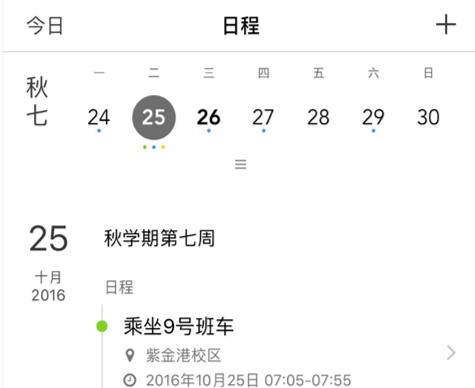 今日 日程 +
秋七
一 二 三 四 五 六 日
24 25 26 27 28 29 30
25
十月
2016
秋学期第七周
日程
乘坐9号班车
紫金港校区
2016年10月25日 07:05-07:55